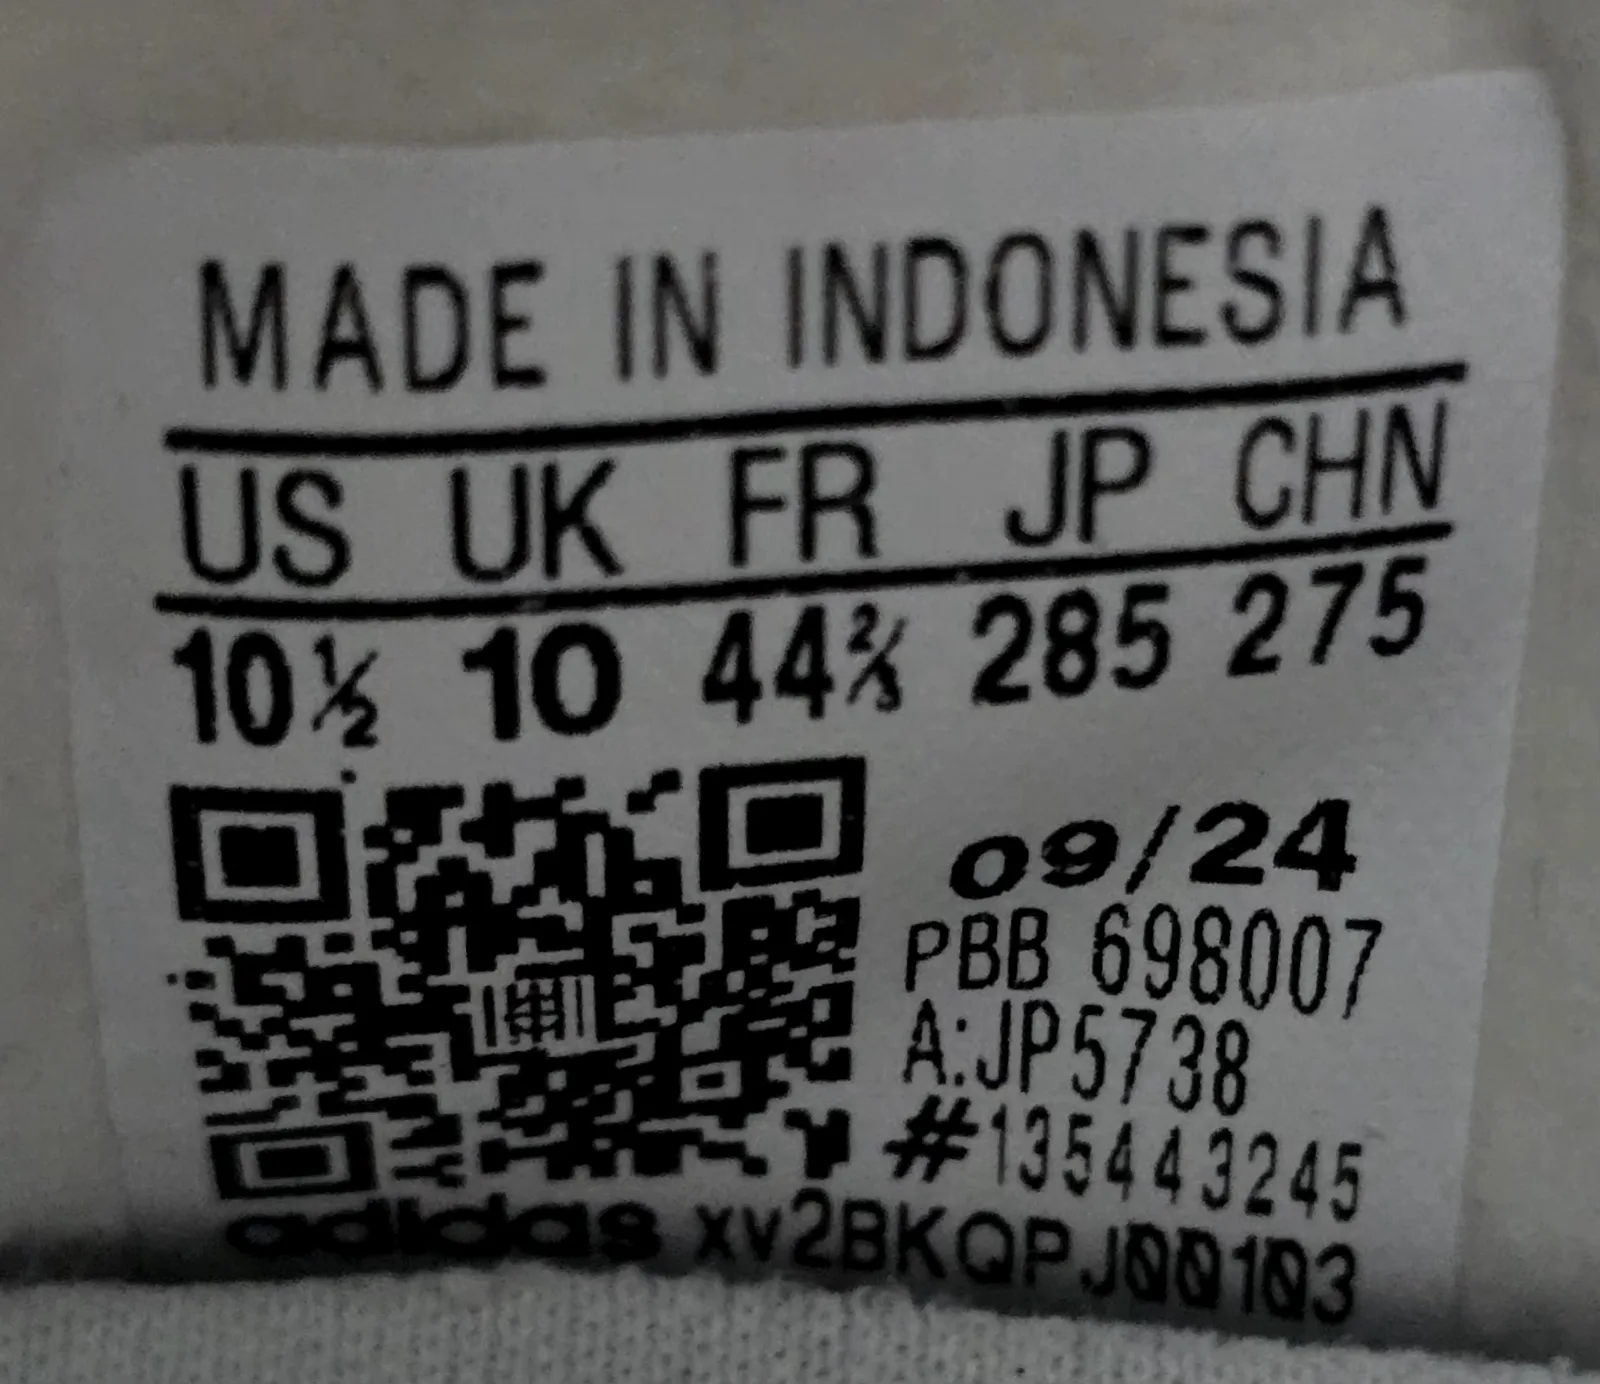 MADE IN INDONESIA
US UK FR JP CHN
10½ 10 44⅔ 285 275
09/24
PBB 698007
A:JP5738
#135443245
adidas xv2BKQPJ00103